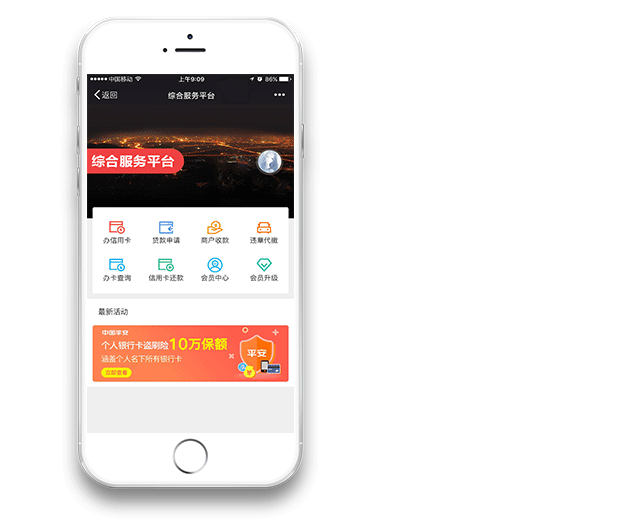 中国移动 上午9:09 86%
返回 综合服务平台
综合服务平台
办信用卡 贷款申请 商户收款 违章代缴
办卡查询 信用卡还款 会员中心 会员升级
最新活动
中国平安
个人银行卡盗刷险10万保额
涵盖个人名下所有银行卡
平安
立即查看